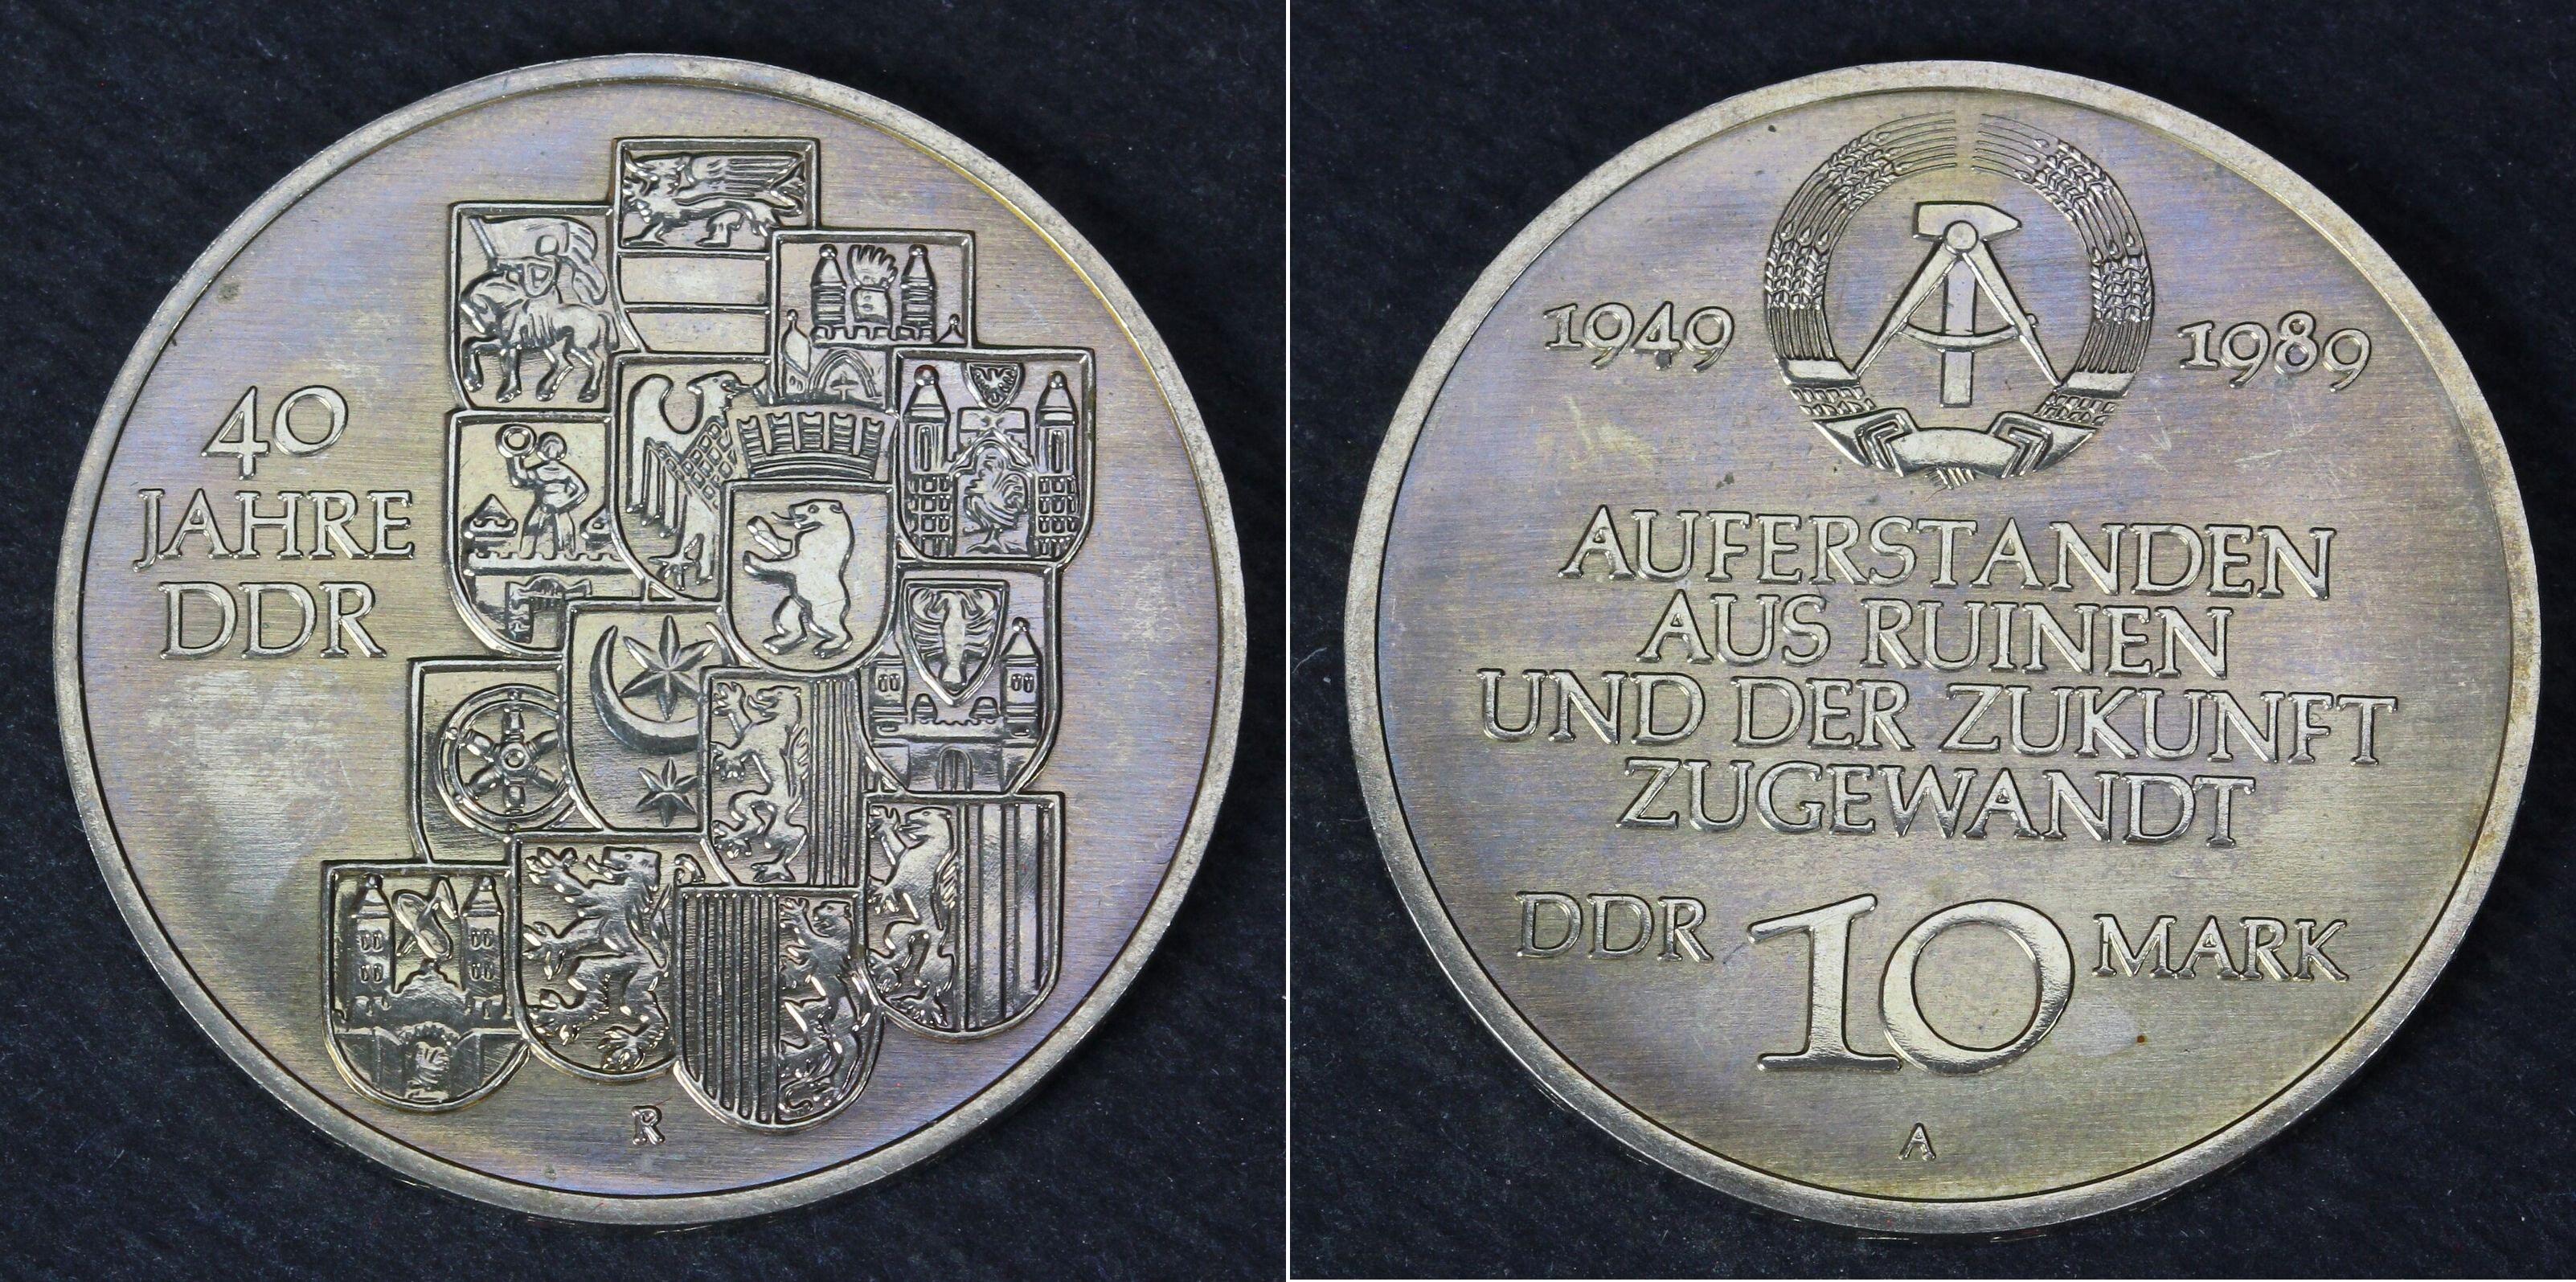 40
JAHRE
DDR
R
1949 1989
AUFERSTANDEN
AUS RUINEN
UND DER ZUKUNFT
ZUGEWANDT
DDR 10 MARK
A